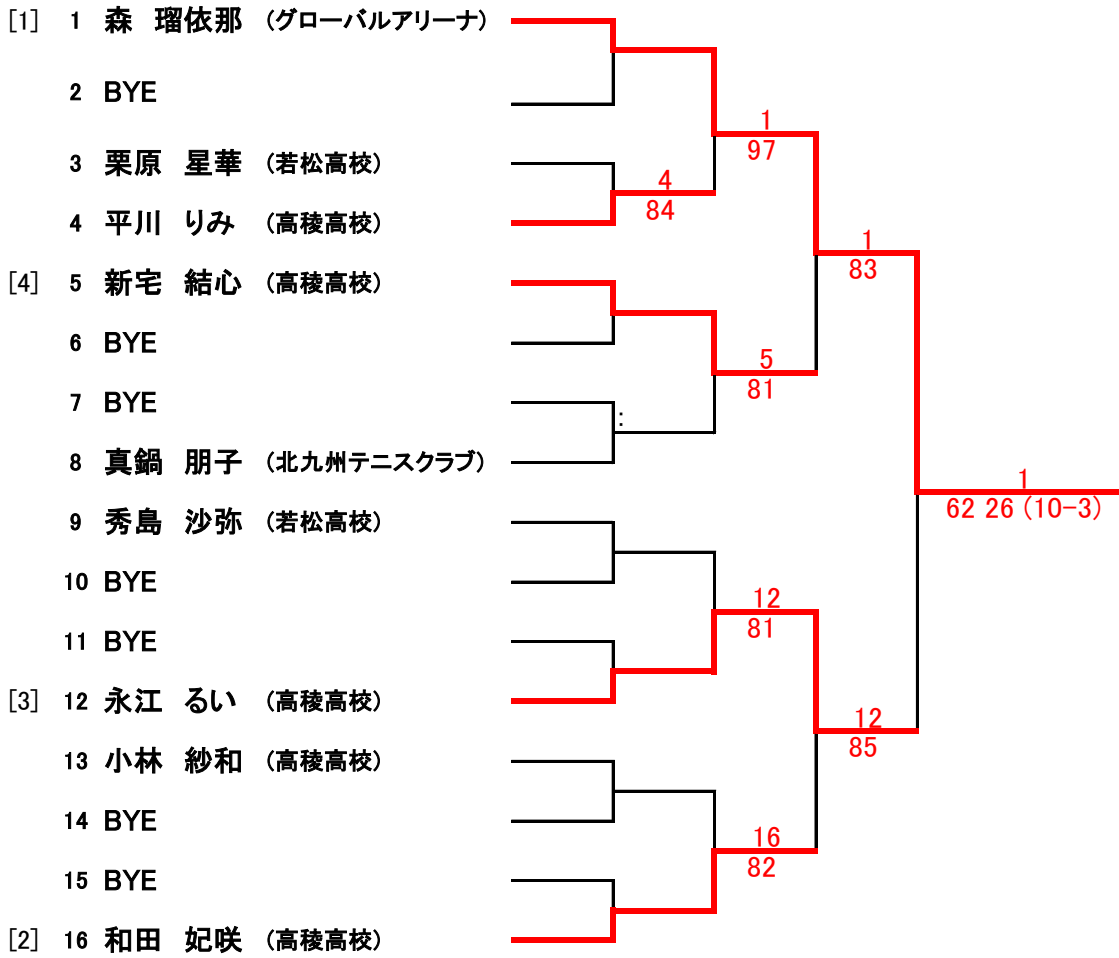 [1] 1 森 瑠依那 (グローバルアリーナ)
2 BYE
1
97
3 栗原 星華 (若松高校)
4
84
4 平川 りみ (高稜高校)
1
83
[4] 5 新宅 結心 (高稜高校)
6 BYE
5
81
7 BYE
:
8 真鍋 朋子 (北九州テニスクラブ)
1
62 26 (10-3)
9 秀島 沙弥 (若松高校)
10 BYE
12
81
11 BYE
[3] 12 永江 るい (高稜高校)
12
85
13 小林 紗和 (高稜高校)
14 BYE
16
82
15 BYE
[2] 16 和田 妃咲 (高稜高校)